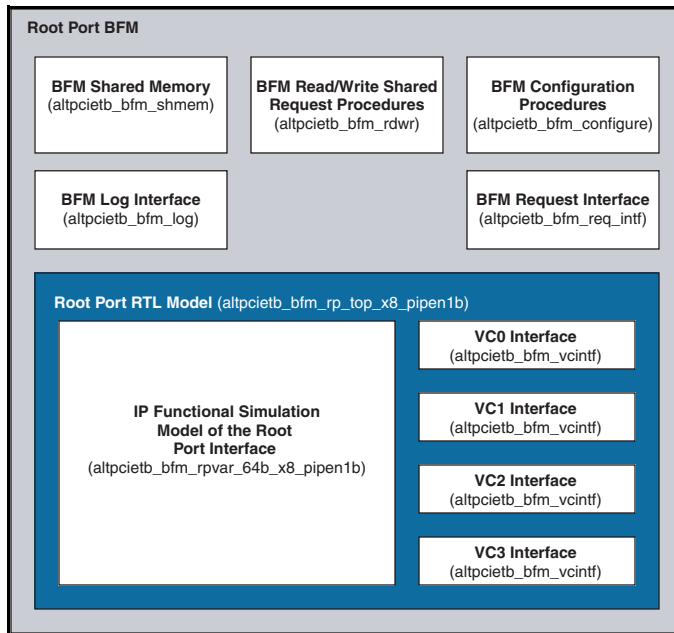 Root Port BFM
BFM Shared Memory
(altpcietb_bfm_shmem)
BFM Read/Write Shared
Request Procedures
(altpcietb_bfm_rdwr)
BFM Configuration
Procedures
(altpcietb_bfm_configure)
BFM Log Interface
(altpcietb_bfm_log)
BFM Request Interface
(altpcietb_bfm_req_intf)
Root Port RTL Model (altpcietb_bfm_rp_top_x8_pipen1b)
IP Functional Simulation
Model of the Root
Port Interface
(altpcietb_bfm_rpvar_64b_x8_pipen1b)
VC0 Interface
(altpcietb_bfm_vcintf)
VC1 Interface
(altpcietb_bfm_vcintf)
VC2 Interface
(altpcietb_bfm_vcintf)
VC3 Interface
(altpcietb_bfm_vcintf)